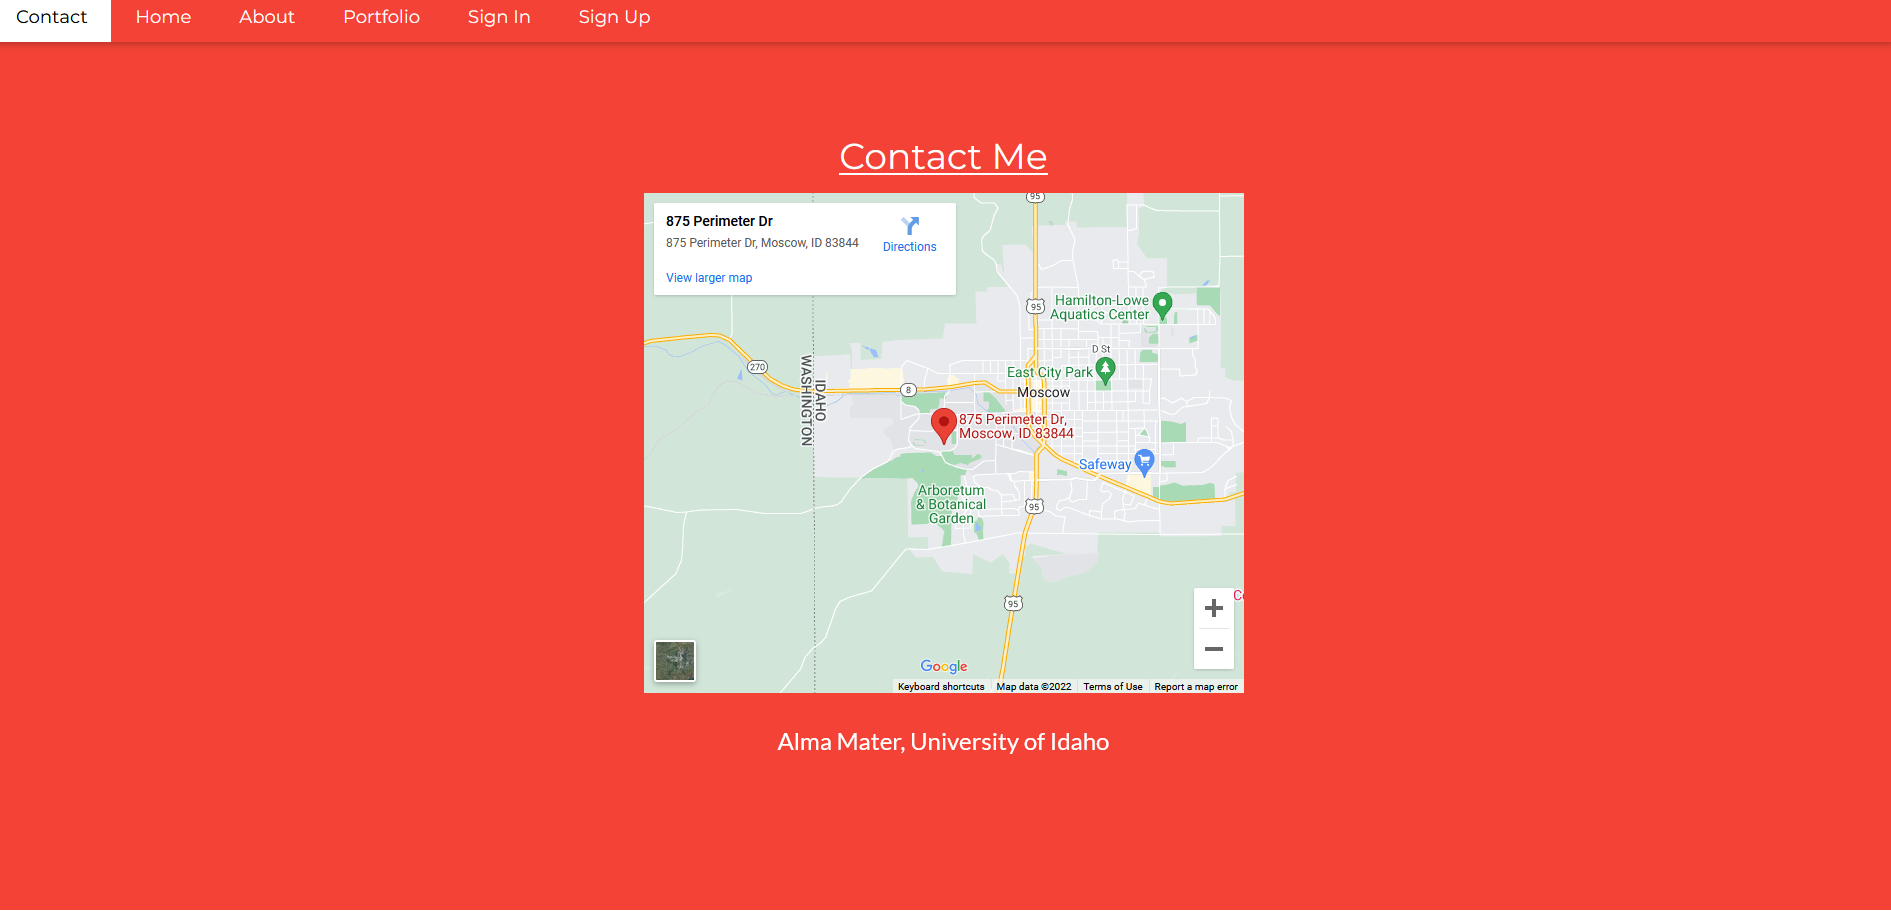 Contact
Home
About
Portfolio
Sign In
Sign Up
Contact Me
875 Perimeter Dr
875 Perimeter Dr, Moscow, ID 83844
Directions
View larger map
95
95
Hamilton-Lowe
Aquatics Center
D St
270
East City Park
8
Moscow
IDAHO
WASHINGTON
875 Perimeter Dr,
Moscow, ID 83844
Safeway
Arboretum
& Botanical
Garden
95
95
Google
Keyboard shortcuts
Map data ©2022
Terms of Use
Report a map error
Alma Mater, University of Idaho